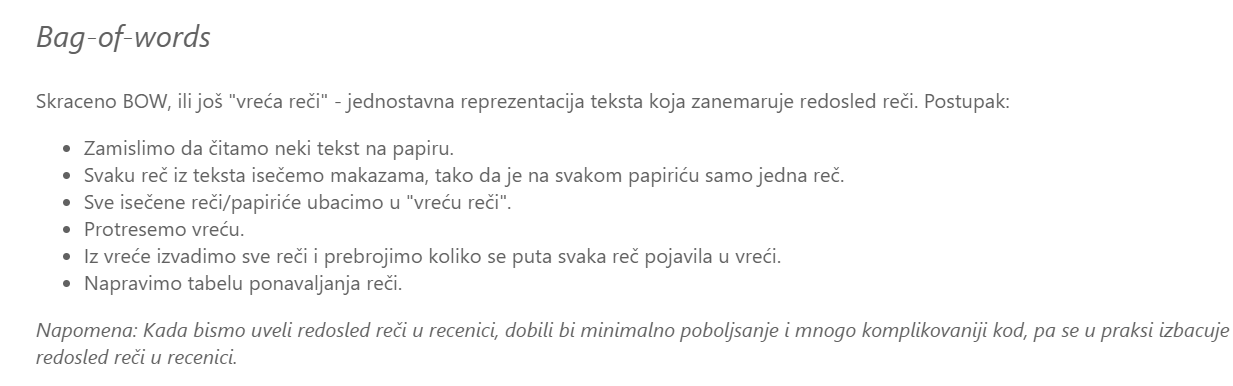 Bag-of-words
Skraceno BOW, ili još "vreća reči" - jednostavna reprezentacija teksta koja zanemaruje redosled reči. Postupak:
• Zamislimo da čitamo neki tekst na papiru.
• Svaku reč iz teksta isečemo makazama, tako da je na svakom papiriću samo jedna reč.
• Sve isečene reči/papiriće ubacimo u "vreću reči".
• Protresemo vreću.
• Iz vreće izvadimo sve reči i prebrojimo koliko se puta svaka reč pojavila u vreći.
• Napravimo tabelu ponavaljanja reči.
Napomena: Kada bismo uveli redosled reči u recenici, dobili bi minimalno poboljsanje i mnogo komplikovaniji kod, pa se u praksi izbacuje
redosled reči u recenici.